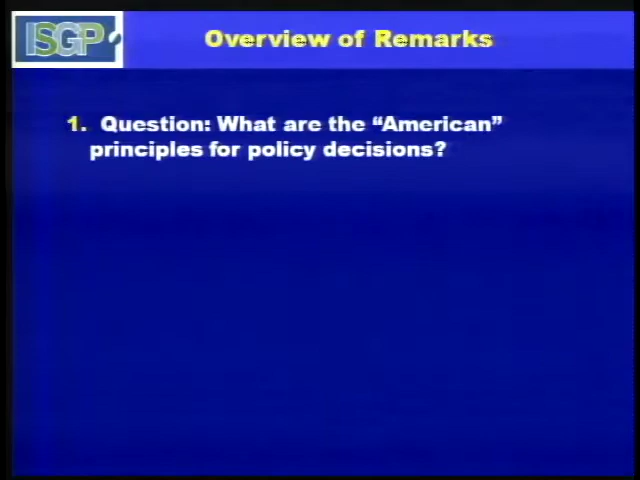 ISGP
Overview of Remarks
1. Question: What are the “American”
principles for policy decisions?